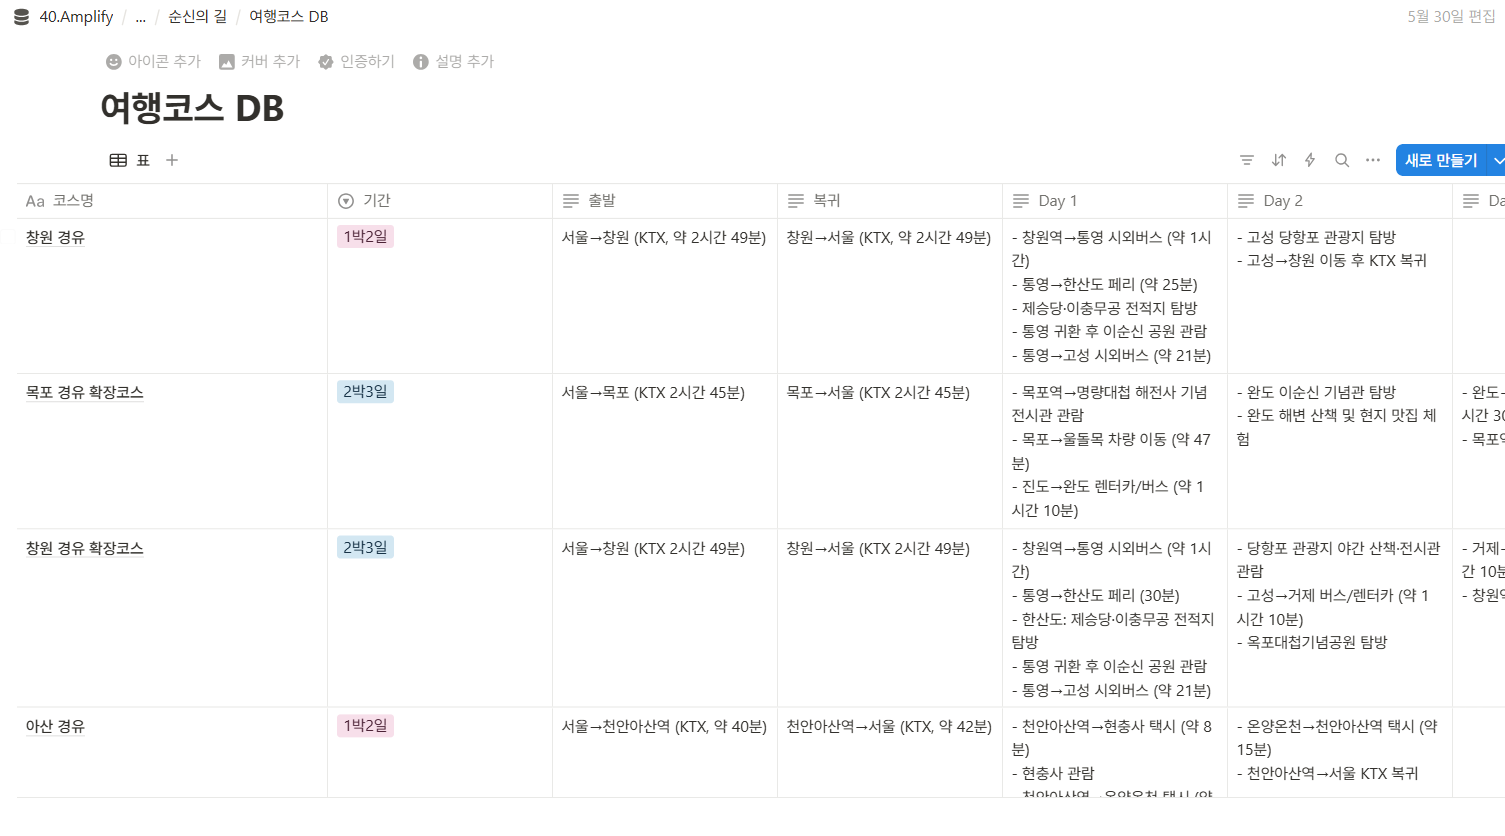 40.Amplify / ... / 순신의 길 / 여행코스 DB
5월 30일 편집
아이콘 추가 커버 추가 인증하기 설명 추가
여행코스 DB
표
새로 만들기
Aa 코스명 기간 출발 복귀 Day 1 Day 2
창원 경유
1박2일
서울→창원 (KTX, 약 2시간 49분)
창원→서울 (KTX, 약 2시간 49분)
- 창원역→통영 시외버스 (약 1시
간)
- 통영→한산도 페리 (약 25분)
- 제승당·이충무공 전적지 탐방
- 통영 귀환 후 이순신 공원 관람
- 통영→고성 시외버스 (약 21분)
- 고성 당항포 관광지 탐방
- 고성→창원 이동 후 KTX 복귀
목포 경유 확장코스
2박3일
서울→목포 (KTX 2시간 45분)
목포→서울 (KTX 2시간 45분)
- 목포역→명량대첩 해전사 기념
전시관 관람
- 목포→울돌목 차량 이동 (약 47
분)
- 진도→완도 렌터카/버스 (약 1
시간 10분)
- 완도 이순신 기념관 탐방
- 완도 해변 산책 및 현지 맛집 체
험
- 완도→
시간 30
- 목포역
창원 경유 확장코스
2박3일
서울→창원 (KTX 2시간 49분)
창원→서울 (KTX 2시간 49분)
- 창원역→통영 시외버스 (약 1시
간)
- 통영→한산도 페리 (30분)
- 한산도: 제승당·이충무공 전적지
탐방
- 통영 귀환 후 이순신 공원 관람
- 통영→고성 시외버스 (약 21분)
- 당항포 관광지 야간 산책·전시관
관람
- 고성→거제 버스/렌터카 (약 1
시간 10분)
- 옥포대첩기념공원 탐방
- 거제→
간 10분
- 창원역
아산 경유
1박2일
서울→천안아산역 (KTX, 약 40분)
천안아산역→서울 (KTX, 약 42분)
- 천안아산역→현충사 택시 (약 8
분)
- 현충사 관람
- 천안아산역→온양온천 택시 (약
- 온양온천→천안아산역 택시 (약
15분)
- 천안아산역→서울 KTX 복귀